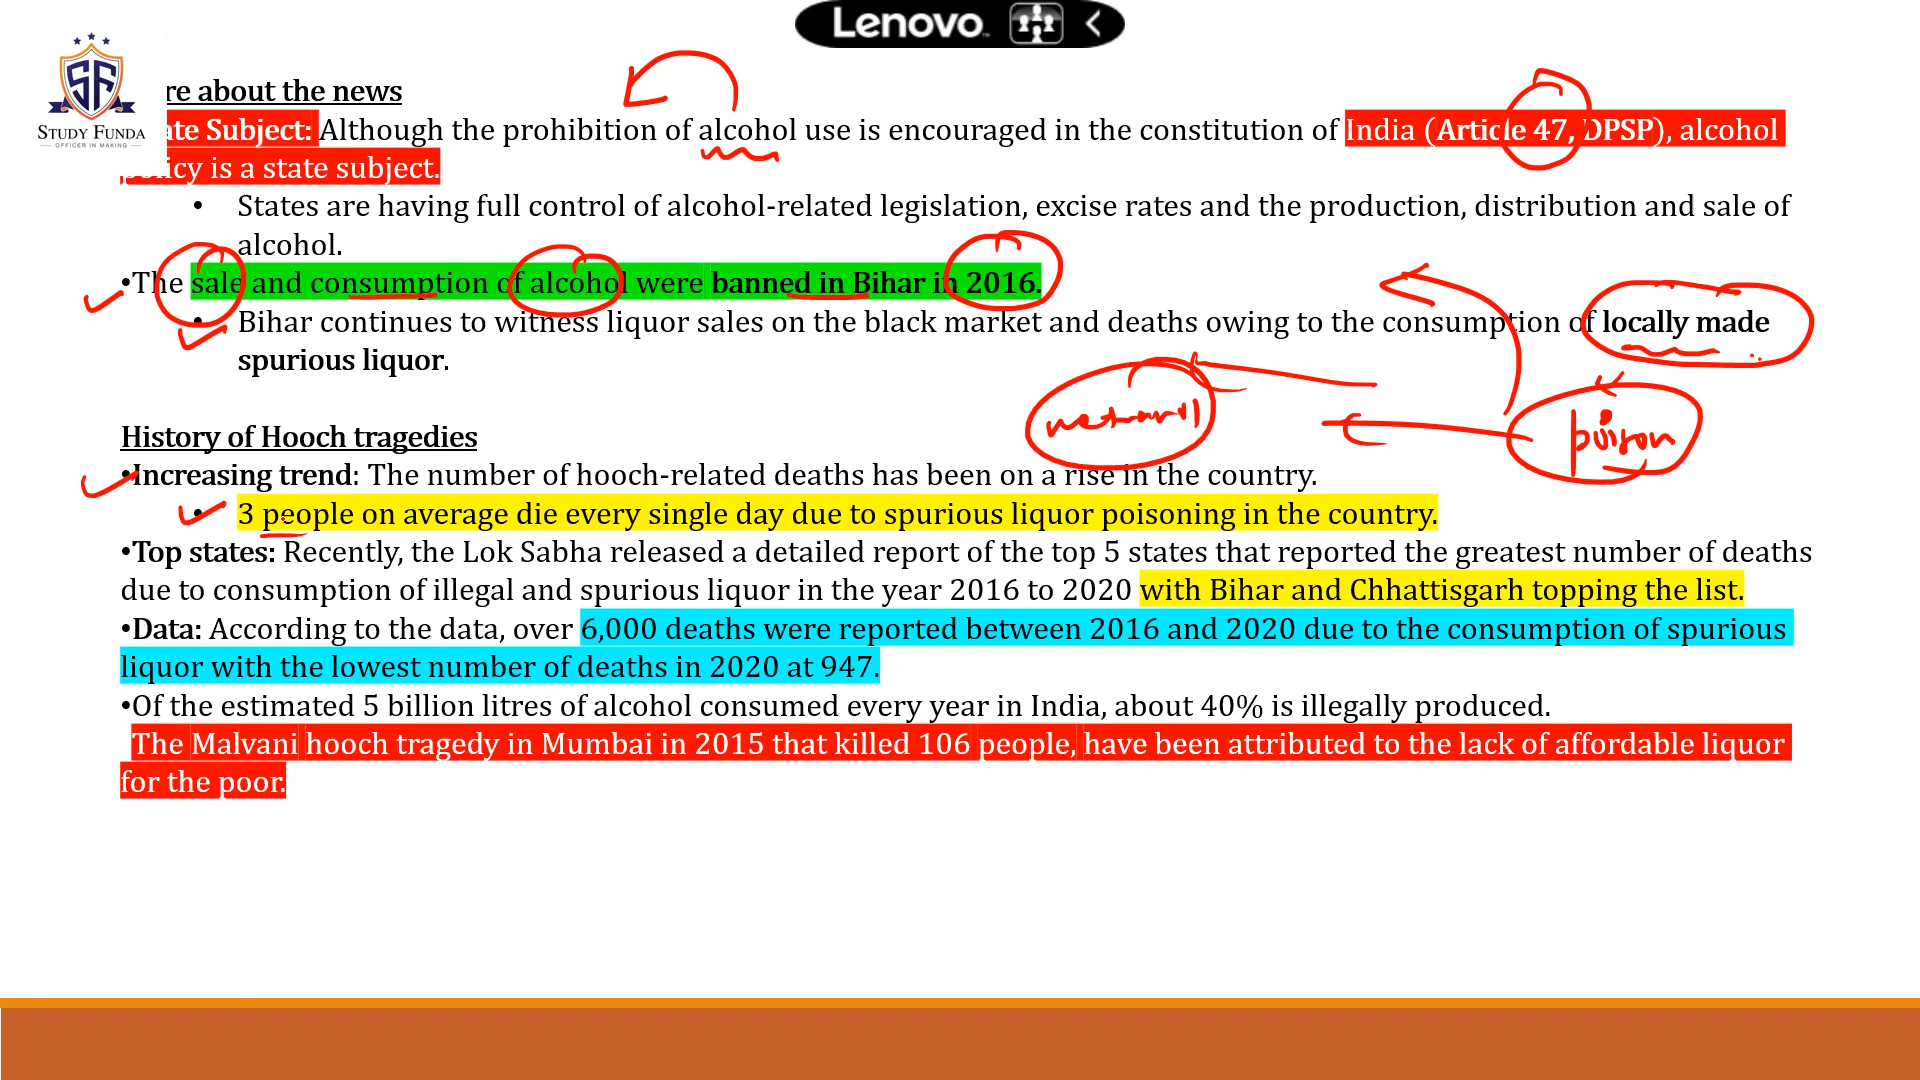 Lenovo
SF
STUDY FUNDA
OFFICER IN MAKING
re about the news
ate Subject: Although the prohibition of alcohol use is encouraged in the constitution of India (Article 47, DPSP), alcohol
policy is a state subject.
• States are having full control of alcohol-related legislation, excise rates and the production, distribution and sale of
alcohol.
•The sale and consumption of alcohol were banned in Bihar in 2016.
• Bihar continues to witness liquor sales on the black market and deaths owing to the consumption of locally made
spurious liquor.
poison
History of Hooch tragedies
•Increasing trend: The number of hooch-related deaths has been on a rise in the country.
• 3 people on average die every single day due to spurious liquor poisoning in the country.
•Top states: Recently, the Lok Sabha released a detailed report of the top 5 states that reported the greatest number of deaths
due to consumption of illegal and spurious liquor in the year 2016 to 2020 with Bihar and Chhattisgarh topping the list.
•Data: According to the data, over 6,000 deaths were reported between 2016 and 2020 due to the consumption of spurious
liquor with the lowest number of deaths in 2020 at 947.
•Of the estimated 5 billion litres of alcohol consumed every year in India, about 40% is illegally produced.
The Malvani hooch tragedy in Mumbai in 2015 that killed 106 people, have been attributed to the lack of affordable liquor
for the poor.